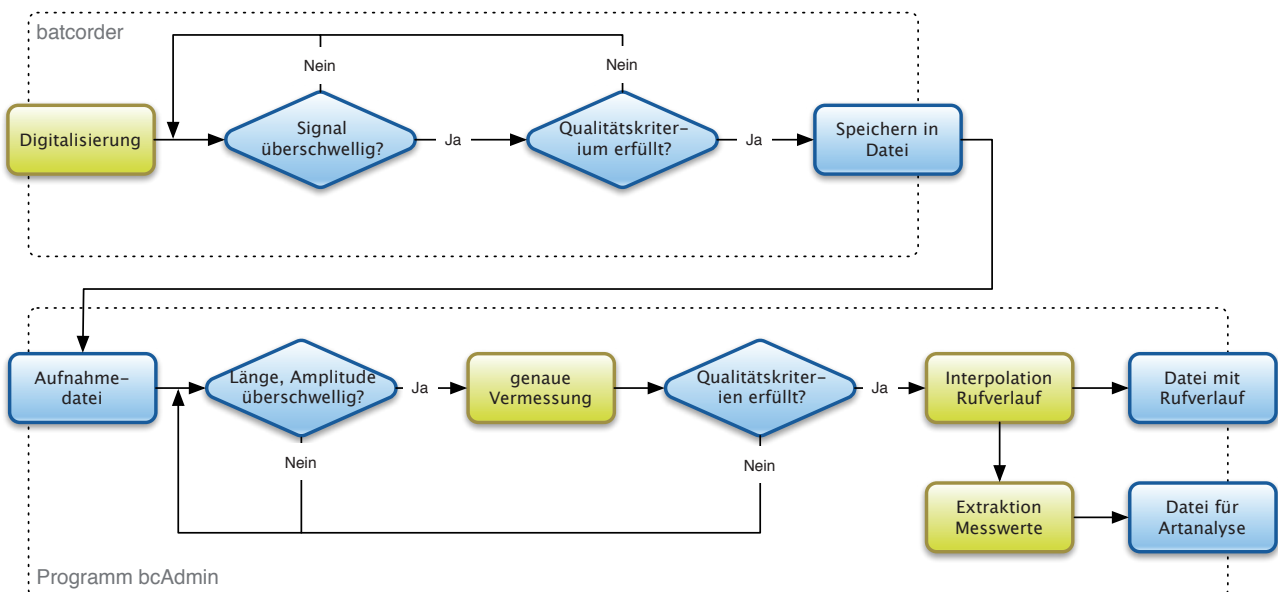 batcorder
Nein
Nein
Digitalisierung
Signal
überschwellig?
Ja
Qualitätskriter-
ium erfüllt?
Ja
Speichern in
Datei
Aufnahme-
datei
Länge, Amplitude
überschwellig?
Ja
genaue
Vermessung
Qualitätskriter-
ien erfüllt?
Ja
Interpolation
Rufverlauf
Datei mit
Rufverlauf
Nein
Nein
Extraktion
Messwerte
Datei für
Artanalyse
Programm bcAdmin